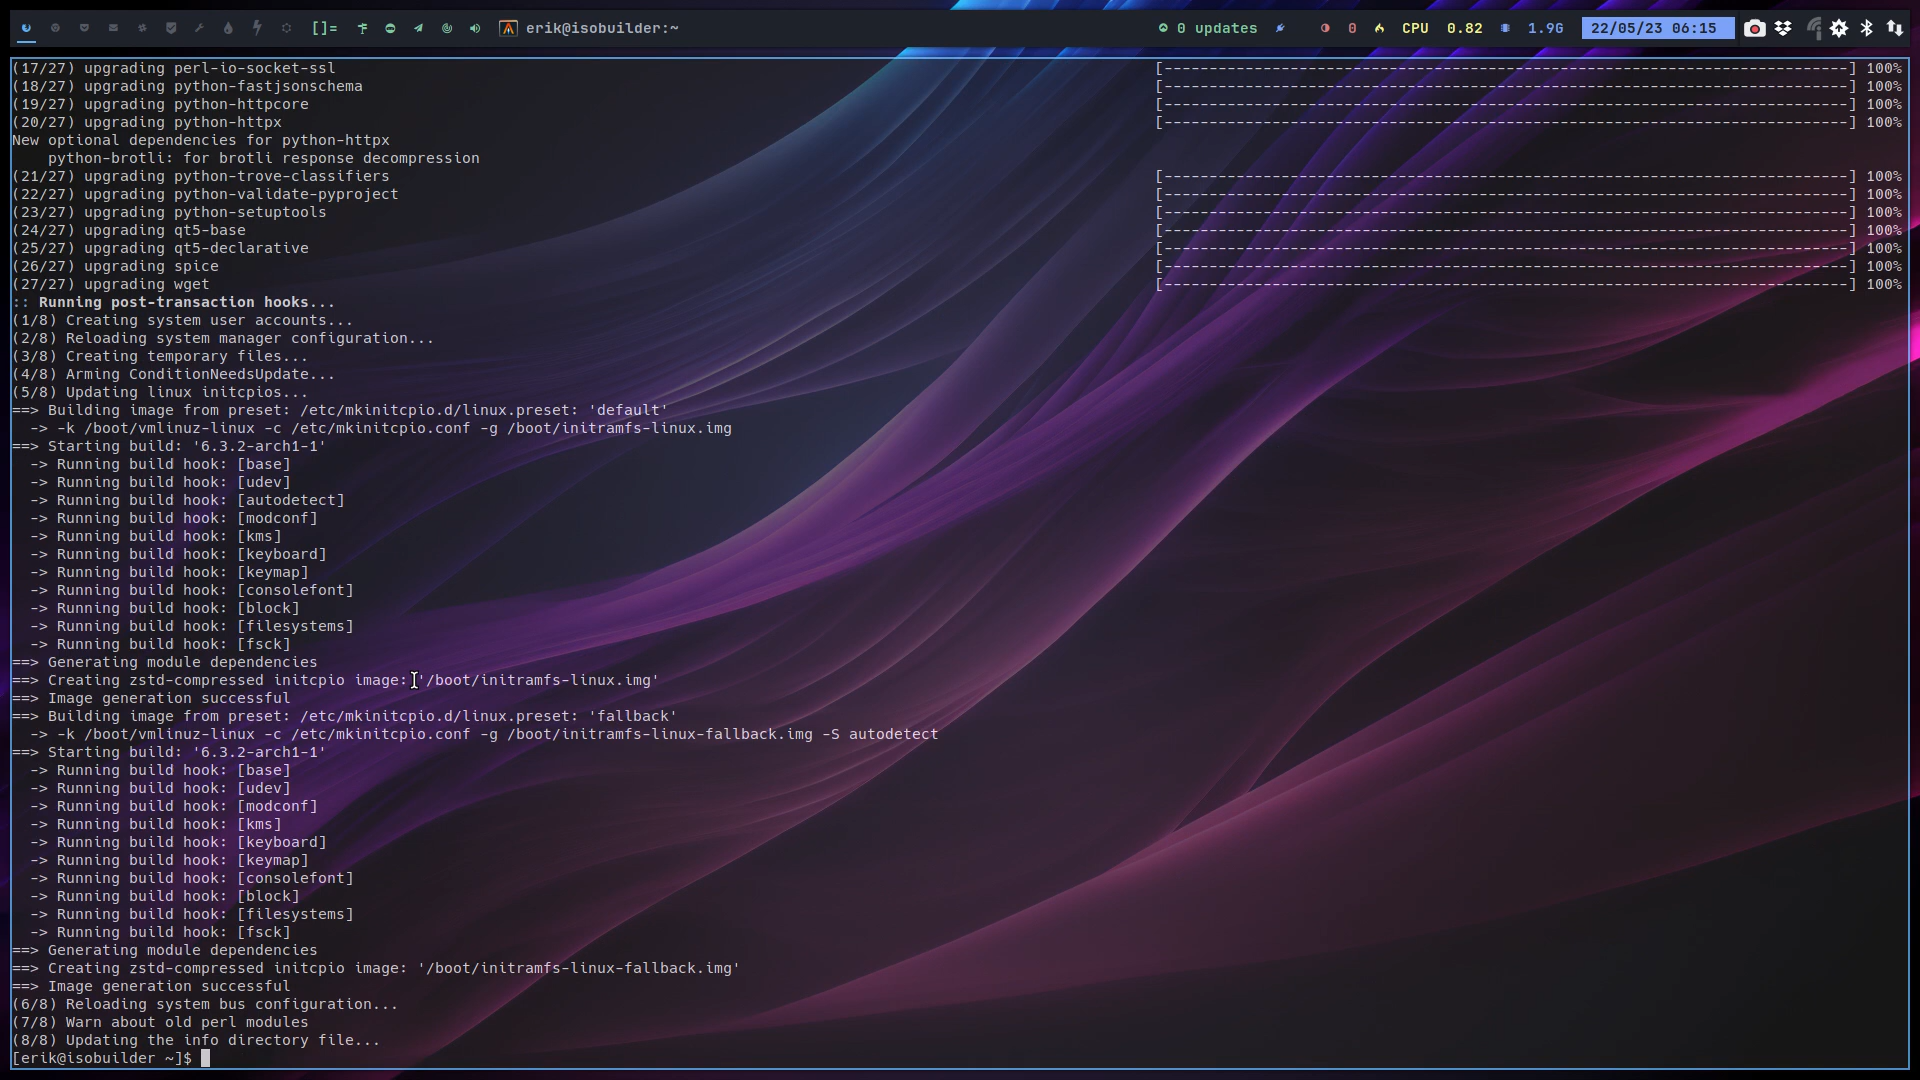 []= erik@isobuilder:~ 0 updates 0 CPU 0.82 1.9G 22/05/23 06:15
(17/27) upgrading perl-io-socket-ssl [----------------------------------------------------------------------------] 100%
(18/27) upgrading python-fastjsonschema [----------------------------------------------------------------------------] 100%
(19/27) upgrading python-httpcore [----------------------------------------------------------------------------] 100%
(20/27) upgrading python-httpx [----------------------------------------------------------------------------] 100%
New optional dependencies for python-httpx
    python-brotli: for brotli response decompression
(21/27) upgrading python-trove-classifiers [----------------------------------------------------------------------------] 100%
(22/27) upgrading python-validate-pyproject [----------------------------------------------------------------------------] 100%
(23/27) upgrading python-setuptools [----------------------------------------------------------------------------] 100%
(24/27) upgrading qt5-base [----------------------------------------------------------------------------] 100%
(25/27) upgrading qt5-declarative [----------------------------------------------------------------------------] 100%
(26/27) upgrading spice [----------------------------------------------------------------------------] 100%
(27/27) upgrading wget [----------------------------------------------------------------------------] 100%
:: Running post-transaction hooks...
(1/8) Creating system user accounts...
(2/8) Reloading system manager configuration...
(3/8) Creating temporary files...
(4/8) Arming ConditionNeedsUpdate...
(5/8) Updating linux initcpios...
==> Building image from preset: /etc/mkinitcpio.d/linux.preset: 'default'
  -> -k /boot/vmlinuz-linux -c /etc/mkinitcpio.conf -g /boot/initramfs-linux.img
==> Starting build: '6.3.2-arch1-1'
  -> Running build hook: [base]
  -> Running build hook: [udev]
  -> Running build hook: [autodetect]
  -> Running build hook: [modconf]
  -> Running build hook: [kms]
  -> Running build hook: [keyboard]
  -> Running build hook: [keymap]
  -> Running build hook: [consolefont]
  -> Running build hook: [block]
  -> Running build hook: [filesystems]
  -> Running build hook: [fsck]
==> Generating module dependencies
==> Creating zstd-compressed initcpio image: '/boot/initramfs-linux.img'
==> Image generation successful
==> Building image from preset: /etc/mkinitcpio.d/linux.preset: 'fallback'
  -> -k /boot/vmlinuz-linux -c /etc/mkinitcpio.conf -g /boot/initramfs-linux-fallback.img -S autodetect
==> Starting build: '6.3.2-arch1-1'
  -> Running build hook: [base]
  -> Running build hook: [udev]
  -> Running build hook: [modconf]
  -> Running build hook: [kms]
  -> Running build hook: [keyboard]
  -> Running build hook: [keymap]
  -> Running build hook: [consolefont]
  -> Running build hook: [block]
  -> Running build hook: [filesystems]
  -> Running build hook: [fsck]
==> Generating module dependencies
==> Creating zstd-compressed initcpio image: '/boot/initramfs-linux-fallback.img'
==> Image generation successful
(6/8) Reloading system bus configuration...
(7/8) Warn about old perl modules
(8/8) Updating the info directory file...
[erik@isobuilder ~]$